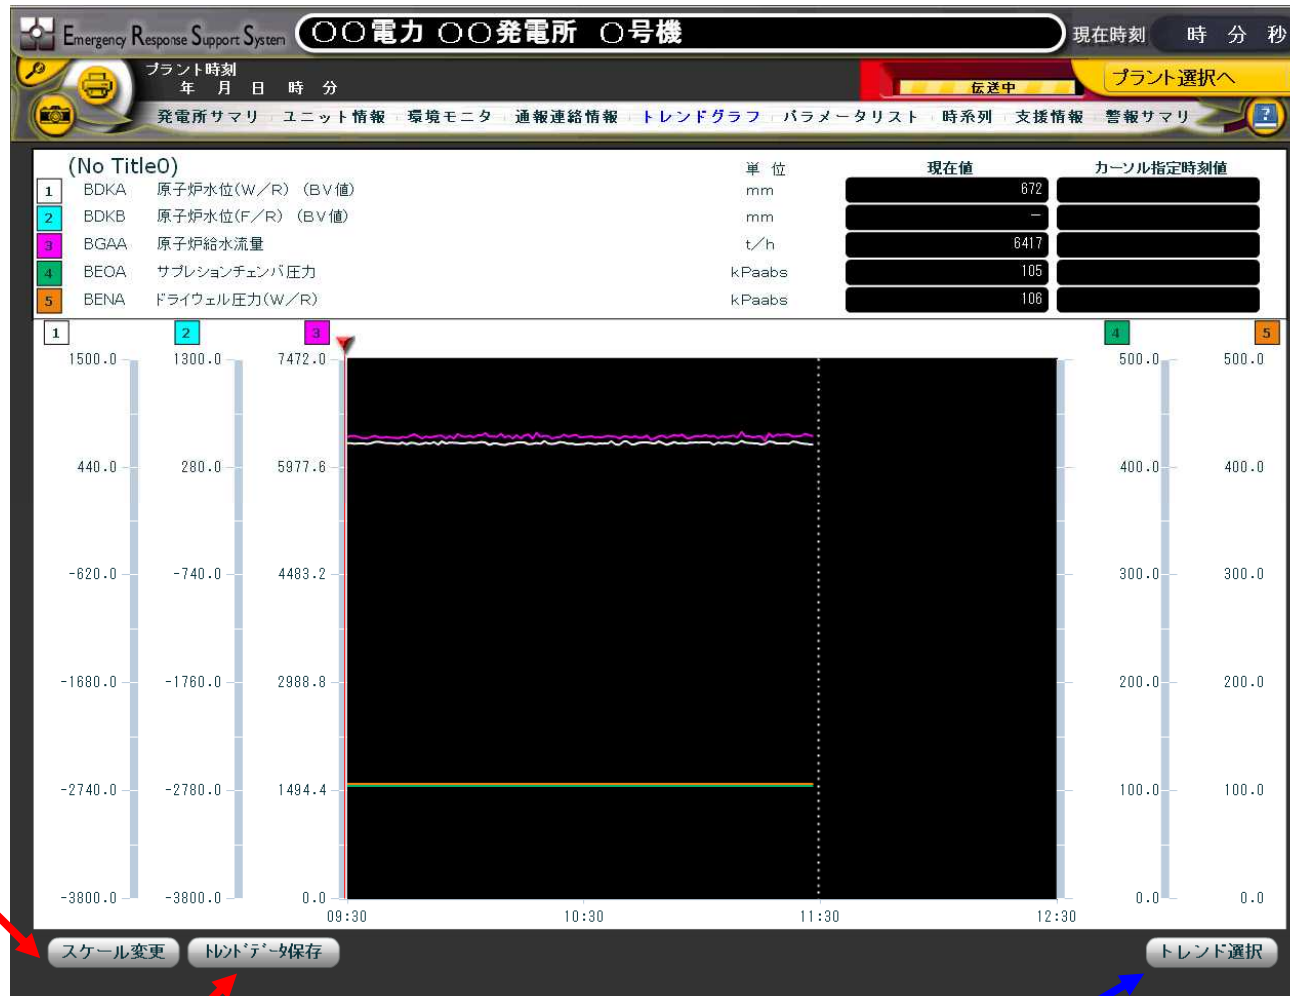 Emergency Response Support System 〇〇電力 〇〇発電所 〇号機 現在時刻 時 分 秒
プラント時刻
年 月 日 時 分 伝送中 プラント選択へ
発電所サマリ ユニット情報 環境モニタ 通報連絡情報 トレンドグラフ パラメータリスト 時系列 支援情報 警報サマリ
(No Title0) 単位 現在値 カーソル指定時刻値
1 BDKA 原子炉水位(W/R) (BV値) mm 672
2 BDKB 原子炉水位(F/R) (BV値) mm −
3 BGAA 原子炉給水流量 t/h 6417
4 BEOA サプレションチェンバ圧力 kPaabs 105
5 BENA ドライウェル圧力(W/R) kPaabs 106
1 2 3 4 5
1500.0 1300.0 7472.0 500.0 500.0
440.0 280.0 5977.6 400.0 400.0
-620.0 -740.0 4483.2 300.0 300.0
-1680.0 -1760.0 2988.8 200.0 200.0
-2740.0 -2780.0 1494.4 100.0 100.0
-3800.0 -3800.0 0.0 0.0 0.0
09:30 10:30 11:30 12:30
スケール変更 トレンドデータ保存 トレンド選択